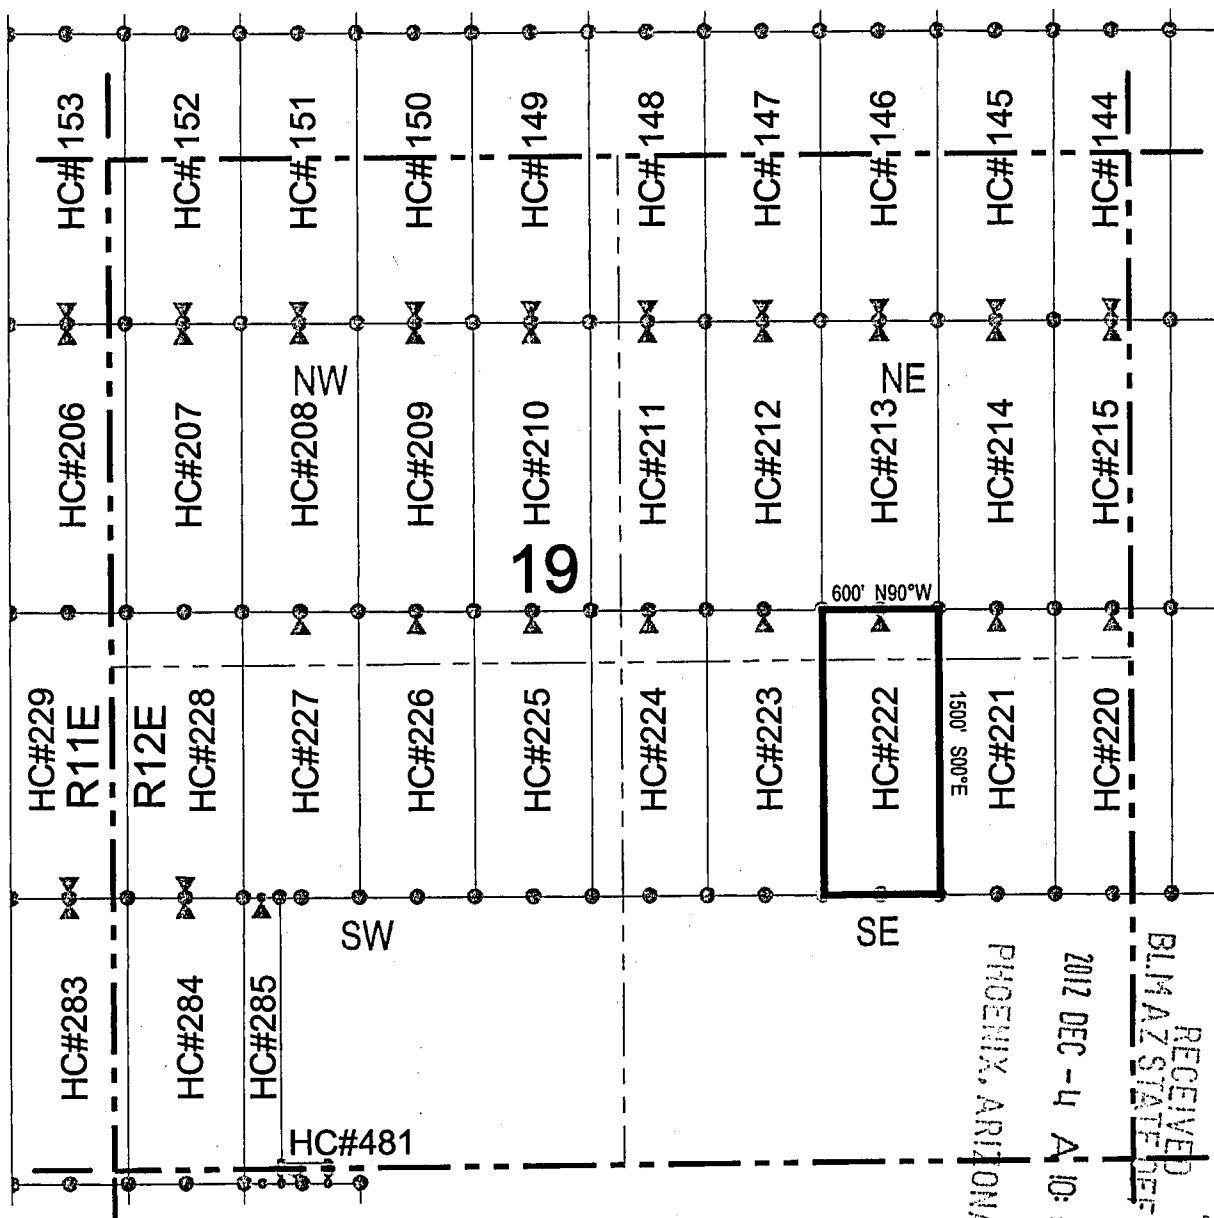 HC# 153
HC# 152
HC# 151
HC# 150
HC# 149
HC# 148
HC# 147
HC# 146
HC# 145
HC# 144
NW
NE
HC#206
HC#207
HC#208
HC#209
HC#210
HC#211
HC#212
HC#213
HC#214
HC#215
19
600' N90°W
HC#229
R11E
R12E
HC#228
HC#227
HC#226
HC#225
HC#224
HC#223
HC#222
1500' S00°E
HC#221
HC#220
SW
SE
HC#283
HC#284
HC#285
HC#481
RECEIVED
BLM AZ STATE
2012 DEC -4 A 10:
PHOENIX, ARIZONA